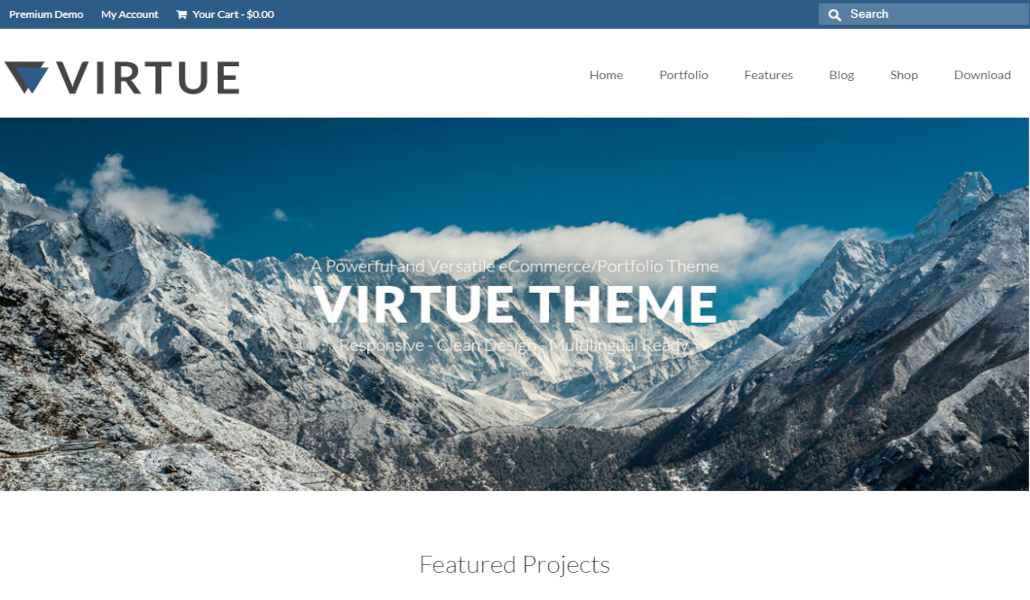 Premium Demo My Account Your Cart - $0.00 Search
VIRTUE
Home Portfolio Features Blog Shop Download
A Powerful and Versatile eCommerce/Portfolio Theme
VIRTUE THEME
Responsive - Clean Design - Multilingual Ready
Featured Projects